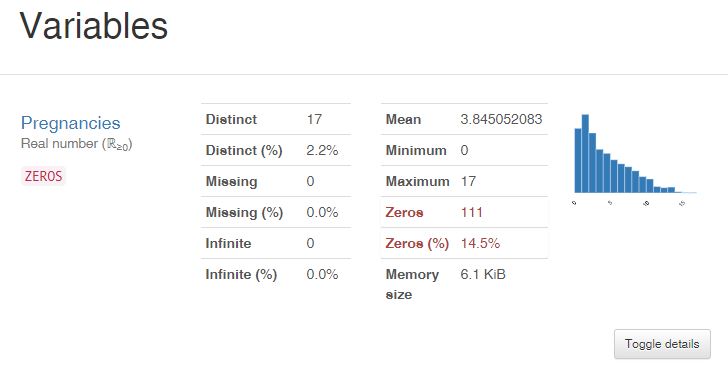 Variables
Pregnancies
Real number (ℝ≥0)
ZEROS
Distinct 17
Distinct (%) 2.2%
Missing 0
Missing (%) 0.0%
Infinite 0
Infinite (%) 0.0%
Mean 3.845052083
Minimum 0
Maximum 17
Zeros 111
Zeros (%) 14.5%
Memory size 6.1 KiB
0 5 10 15
Toggle details